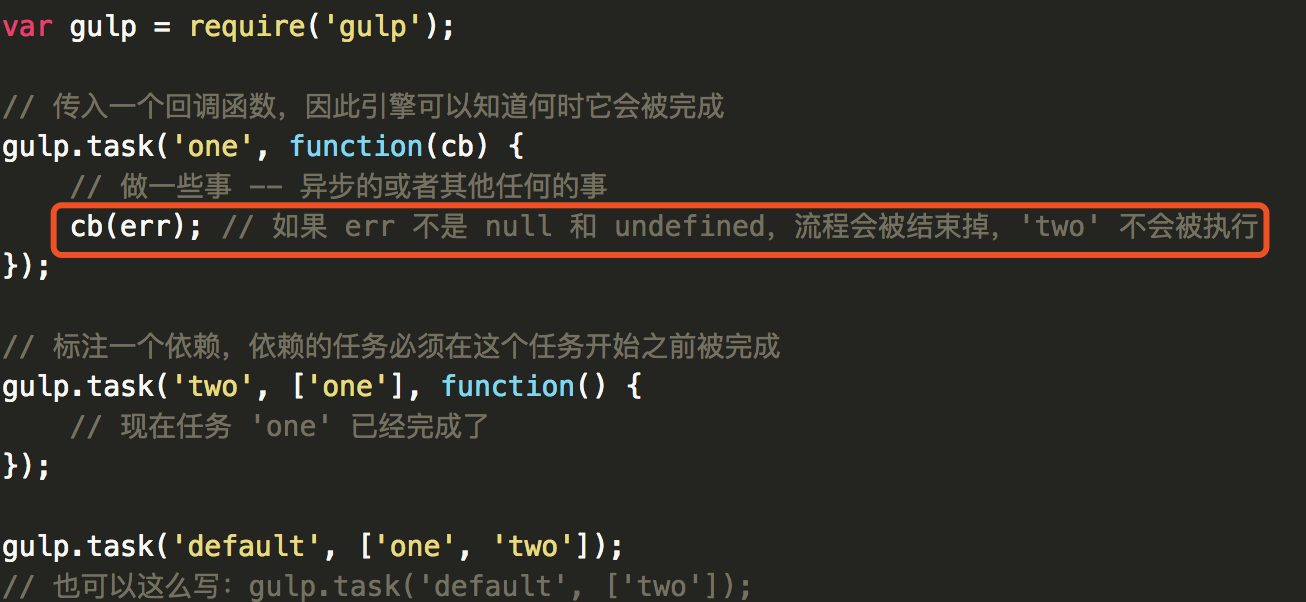 var gulp = require('gulp');
// 传入一个回调函数，因此引擎可以知道何时它会被完成
gulp.task('one', function(cb) {
// 做一些事 -- 异步的或者其他任何的事
cb(err); // 如果 err 不是 null 和 undefined，流程会被结束掉，'two' 不会被执行
});
// 标注一个依赖，依赖的任务必须在这个任务开始之前被完成
gulp.task('two', ['one'], function() {
// 现在任务 'one' 已经完成了
});
gulp.task('default', ['one', 'two']);
// 也可以这么写：gulp.task('default', ['two']);